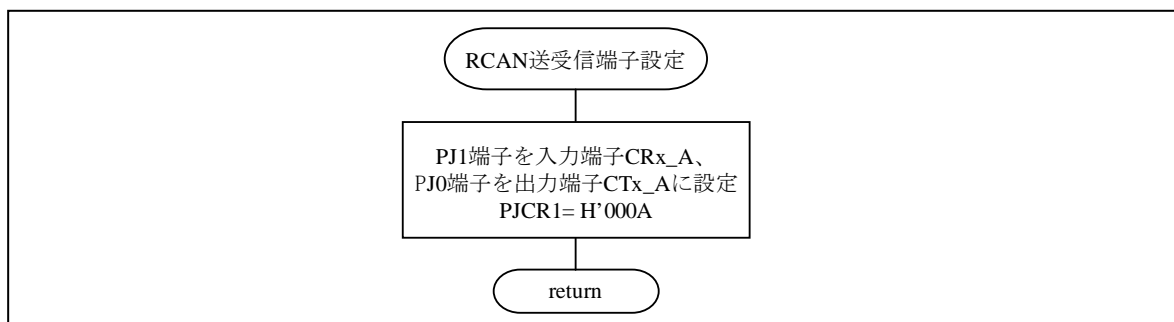 RCAN送受信端子設定
PJ1端子を入力端子CRx_A、
PJ0端子を出力端子CTx_Aに設定
PJCR1= H’000A
return